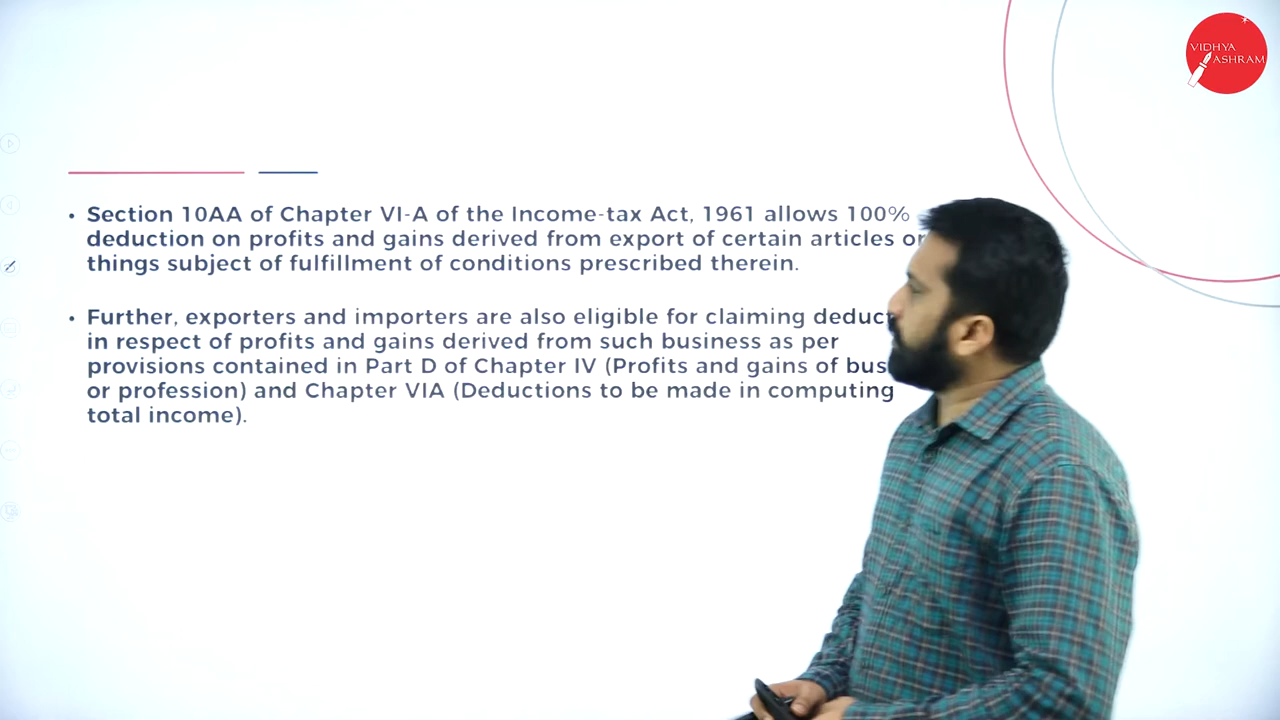 VIDHYA
ASHRAM
• Section 10AA of Chapter VI-A of the Income-tax Act, 1961 allows 100%
deduction on profits and gains derived from export of certain articles or
things subject of fulfillment of conditions prescribed therein.
• Further, exporters and importers are also eligible for claiming
in respect of profits and gains derived from such business as per
provisions contained in Part D of Chapter IV (Profits and gains of
or profession) and Chapter VIA (Deductions to be made in computing
total income).